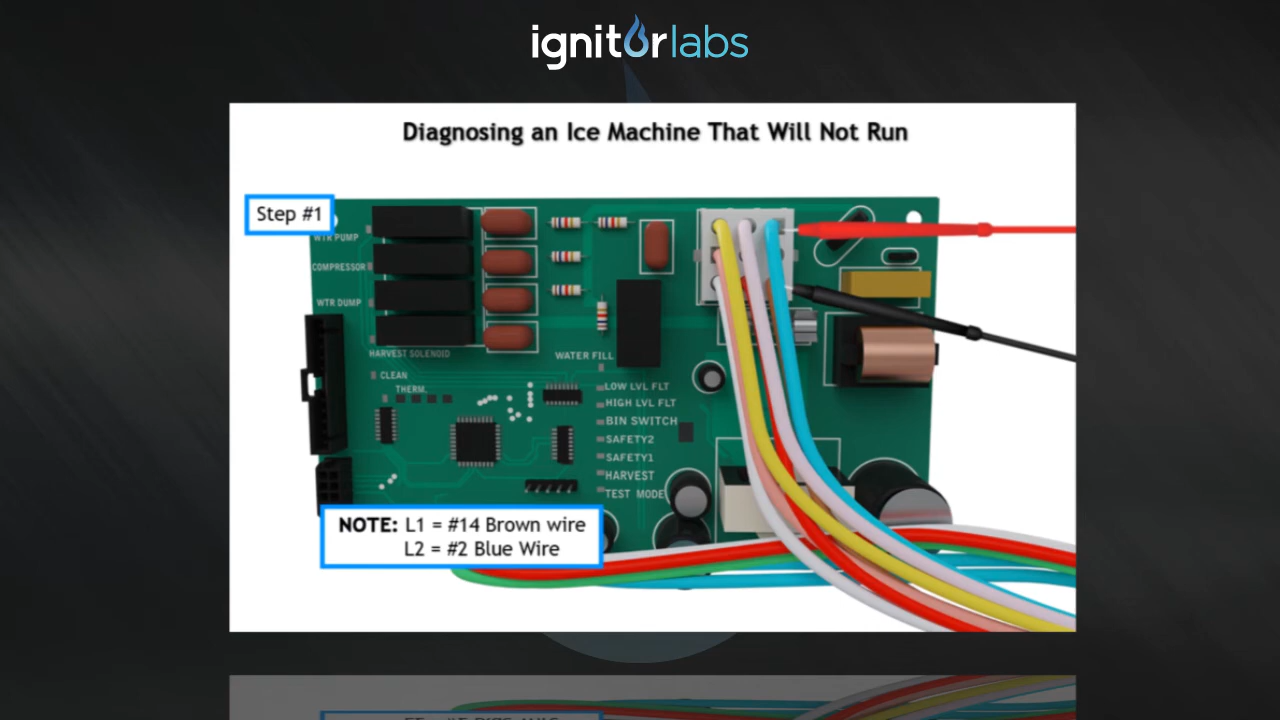 ignitorlabs
Diagnosing an Ice Machine That Will Not Run
Step #1
WTR PUMP
COMPRESSOR
WTR DUMP
HARVEST SOLENOID
WATER FILL
CLEAN
THERM.
LOW LVL FLT
HIGH LVL FLT
BIN SWITCH
SAFETY2
SAFETY1
HARVEST
TEST MODE
NOTE: L1 = #14 Brown wire
L2 = #2 Blue Wire